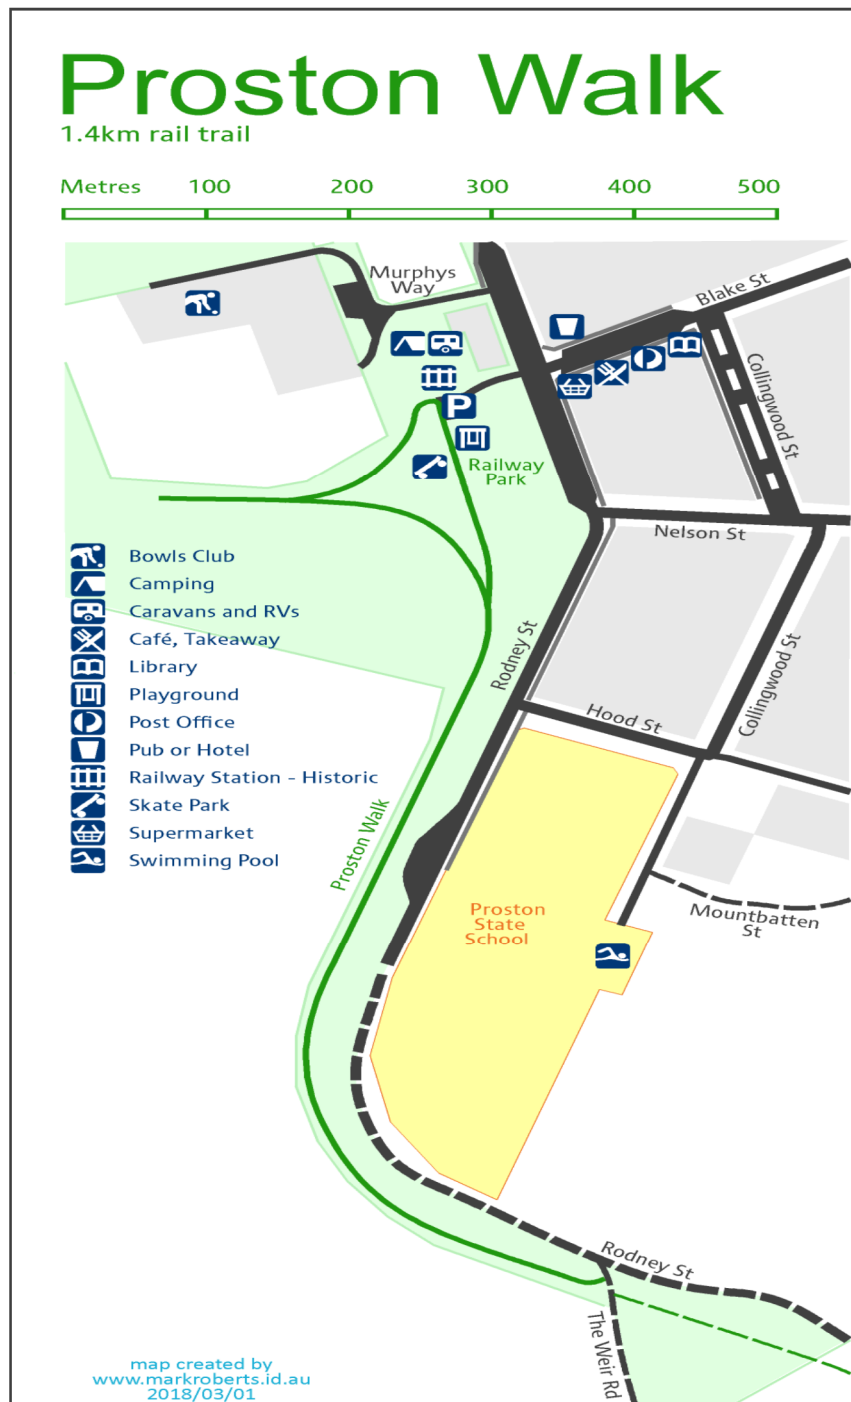 Proston Walk
1.4km rail trail
Metres 100 200 300 400 500
Murphys
Way
Blake St
Collingwood St
P
Railway
Park
Nelson St
Bowls Club
Camping
Caravans and RVs
Café, Takeaway
Library
Playground
Post Office
Pub or Hotel
Railway Station - Historic
Skate Park
Supermarket
Swimming Pool
Rodney St
Collingwood St
Hood St
Proston Walk
Proston
State
School
Mountbatten
St
Rodney St
The Weir Rd
map created by
www.markroberts.id.au
2018/03/01